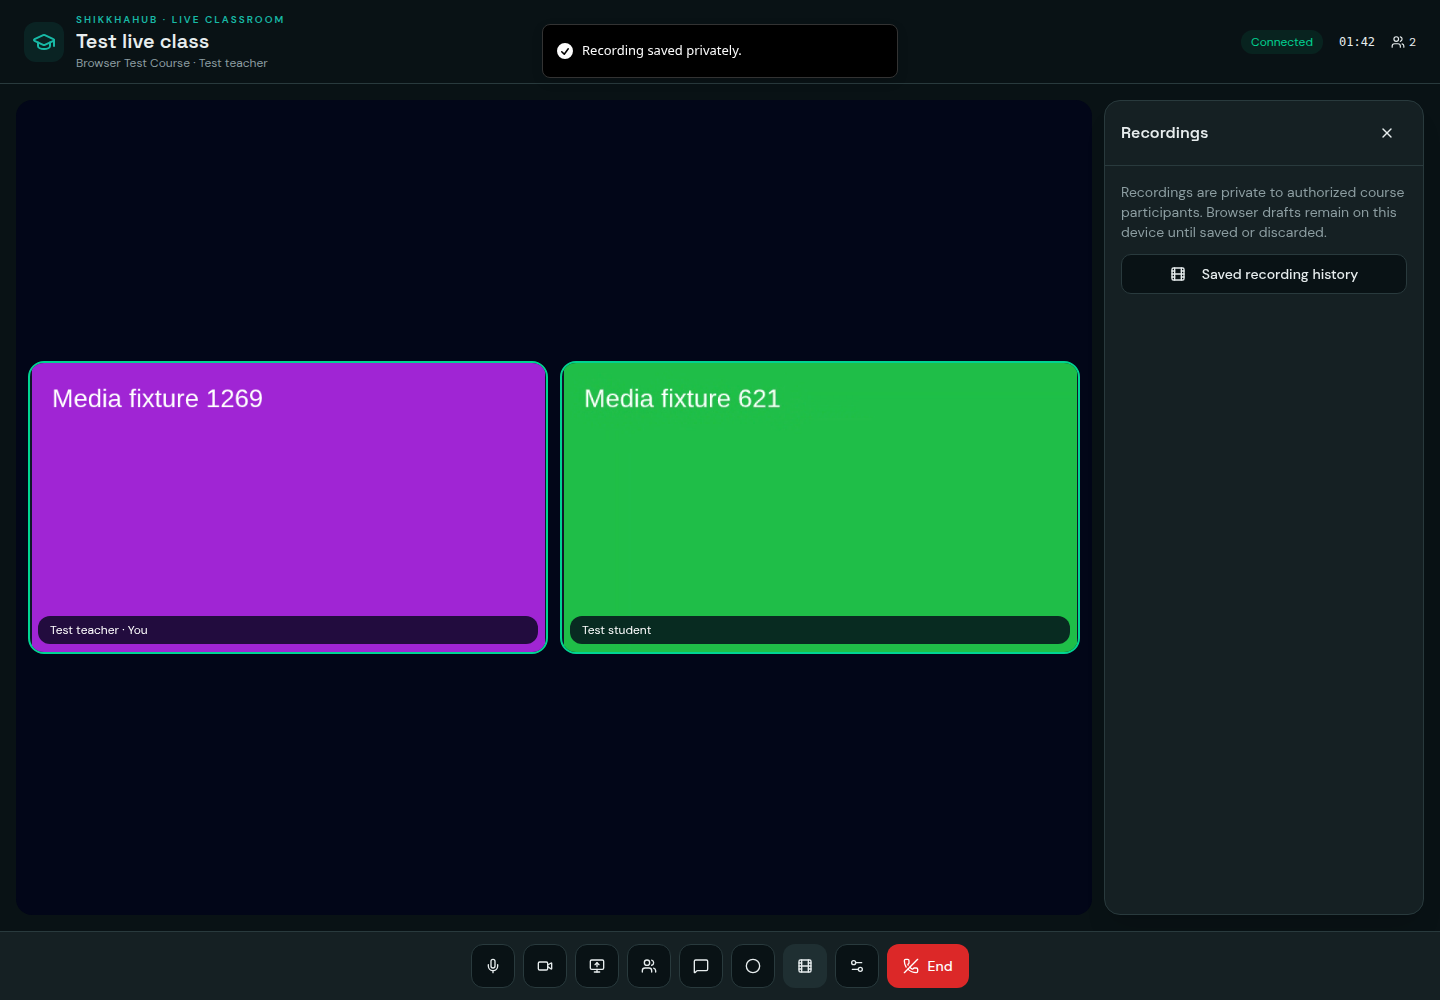 SHIKKHAHUB · LIVE CLASSROOM
Test live class
Browser Test Course · Test teacher
Recording saved privately.
Connected
01:42
2
Media fixture 1269
Test teacher · You
Media fixture 621
Test student
Recordings
Recordings are private to authorized course
participants. Browser drafts remain on this
device until saved or discarded.
Saved recording history
End